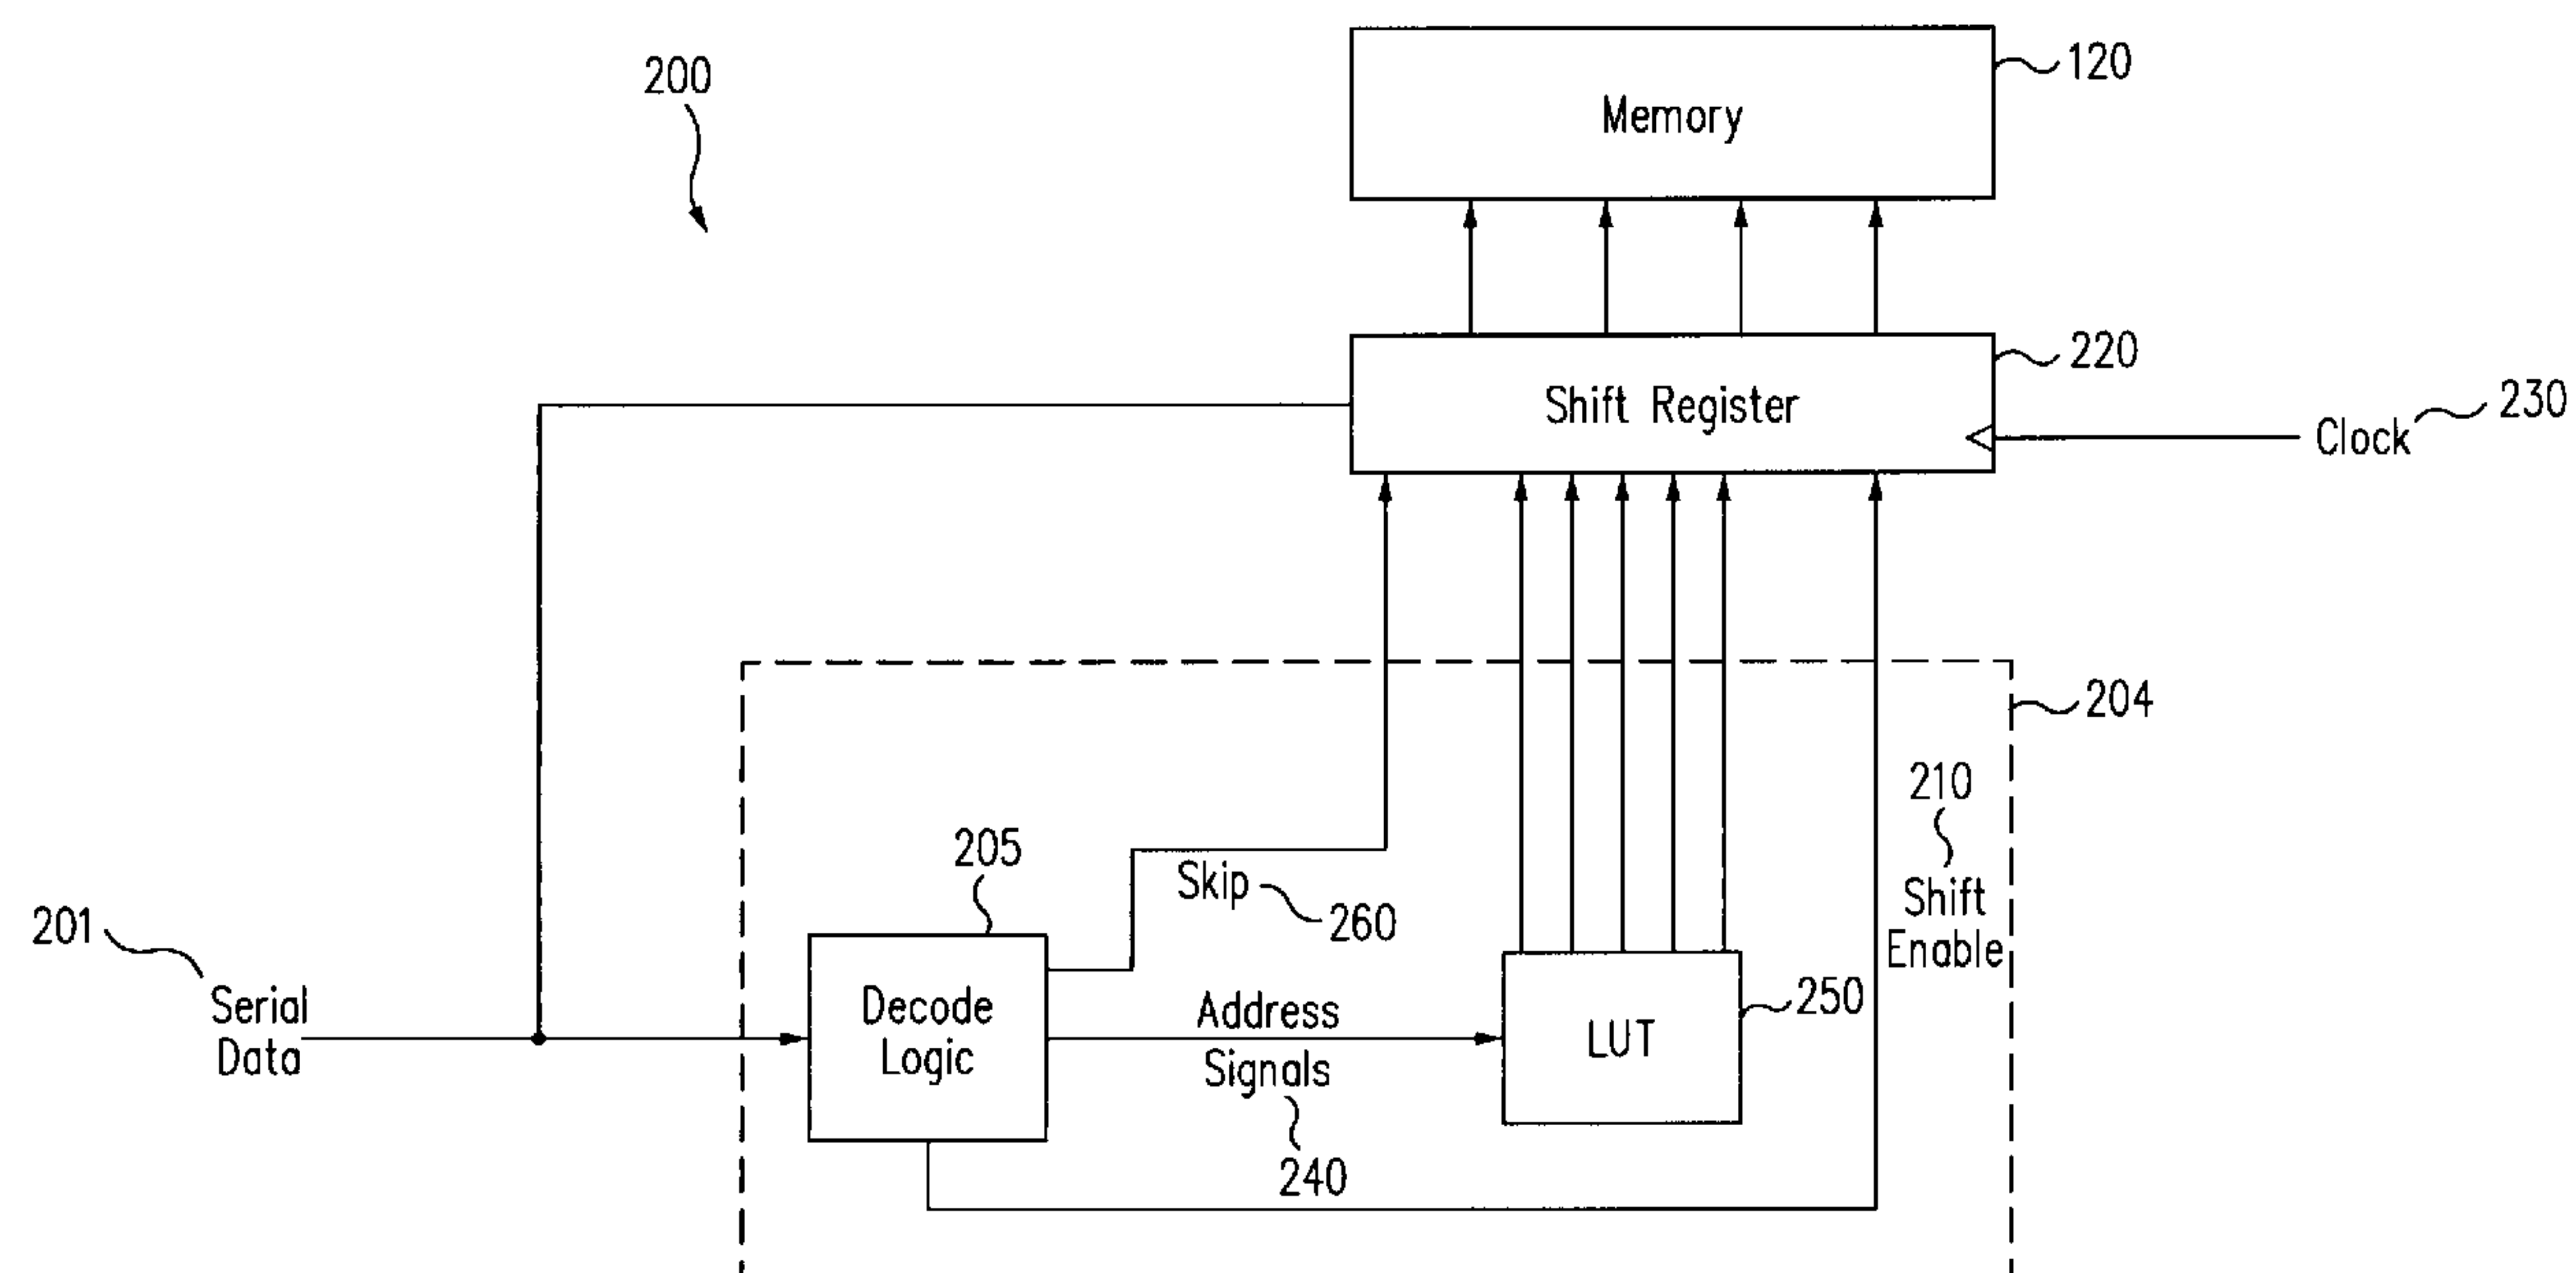 200
120
Memory
220
Shift Register
230
Clock
204
210
Shift
Enable
205
Skip
260
201
Serial
Data
Decode
Logic
Address
Signals
240
LUT
250